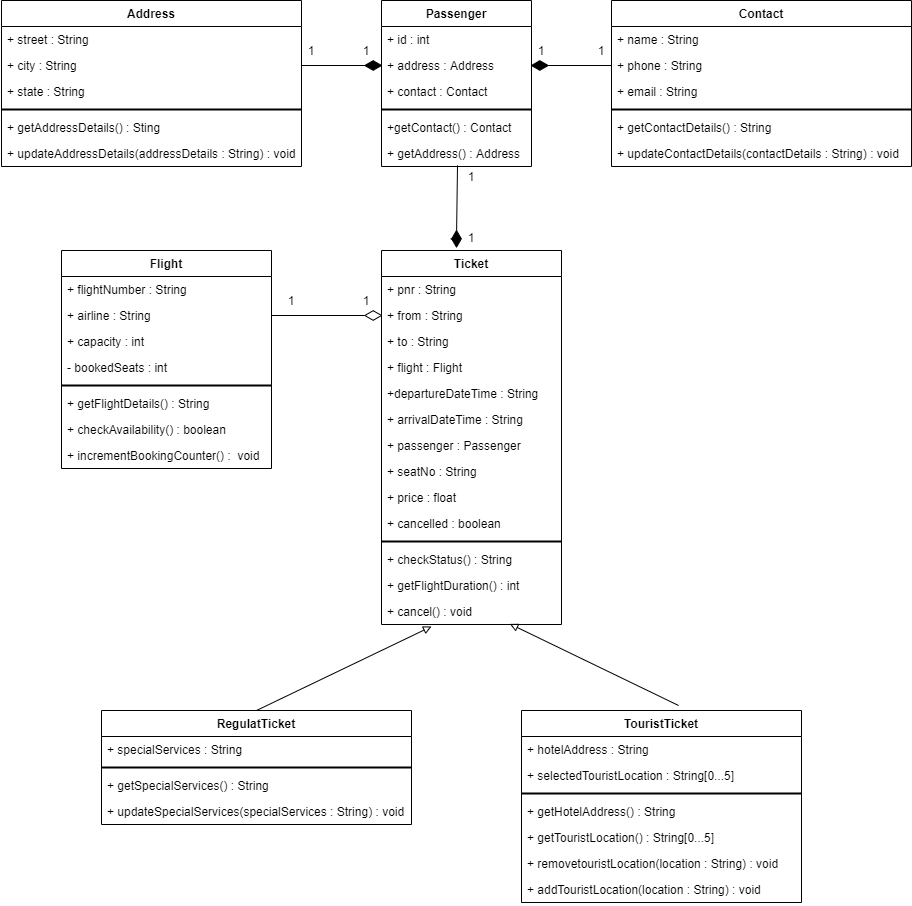 Address
+ street : String
+ city : String
+ state : String
+ getAddressDetails() : Sting
+ updateAddressDetails(addressDetails : String) : void
1
1
Passenger
+ id : int
+ address : Address
+ contact : Contact
+getContact() : Contact
+ getAddress() : Address
1
1
Contact
+ name : String
+ phone : String
+ email : String
+ getContactDetails() : String
+ updateContactDetails(contactDetails : String) : void
1
1
Flight
+ flightNumber : String
+ airline : String
+ capacity : int
- bookedSeats : int
+ getFlightDetails() : String
+ checkAvailability() : boolean
+ incrementBookingCounter() : void
1
1
Ticket
+ pnr : String
+ from : String
+ to : String
+ flight : Flight
+departureDateTime : String
+ arrivalDateTime : String
+ passenger : Passenger
+ seatNo : String
+ price : float
+ cancelled : boolean
+ checkStatus() : String
+ getFlightDuration() : int
+ cancel() : void
RegulatTicket
+ specialServices : String
+ getSpecialServices() : String
+ updateSpecialServices(specialServices : String) : void
TouristTicket
+ hotelAddress : String
+ selectedTouristLocation : String[0...5]
+ getHotelAddress() : String
+ getTouristLocation() : String[0...5]
+ removetouristLocation(location : String) : void
+ addTouristLocation(location : String) : void